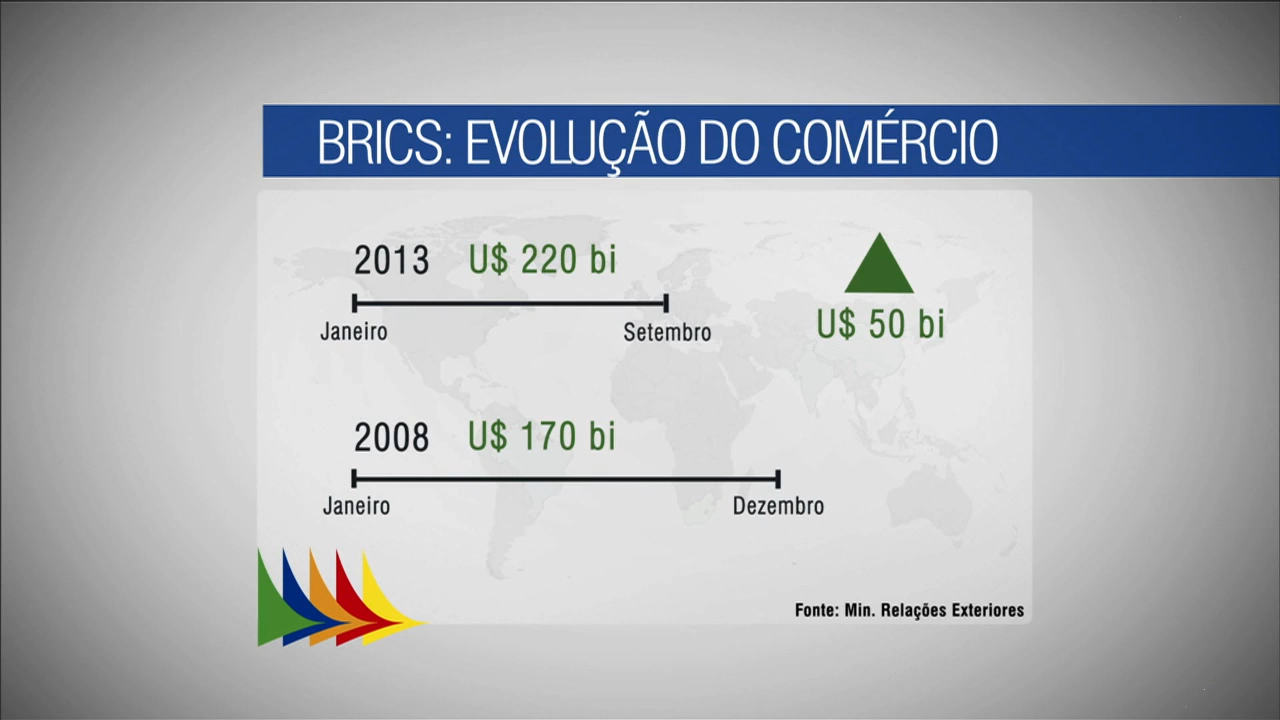 BRICS: EVOLUÇÃO DO COMÉRCIO
2013 U$ 220 bi
Janeiro Setembro
U$ 50 bi
2008 U$ 170 bi
Janeiro Dezembro
Fonte: Min. Relações Exteriores